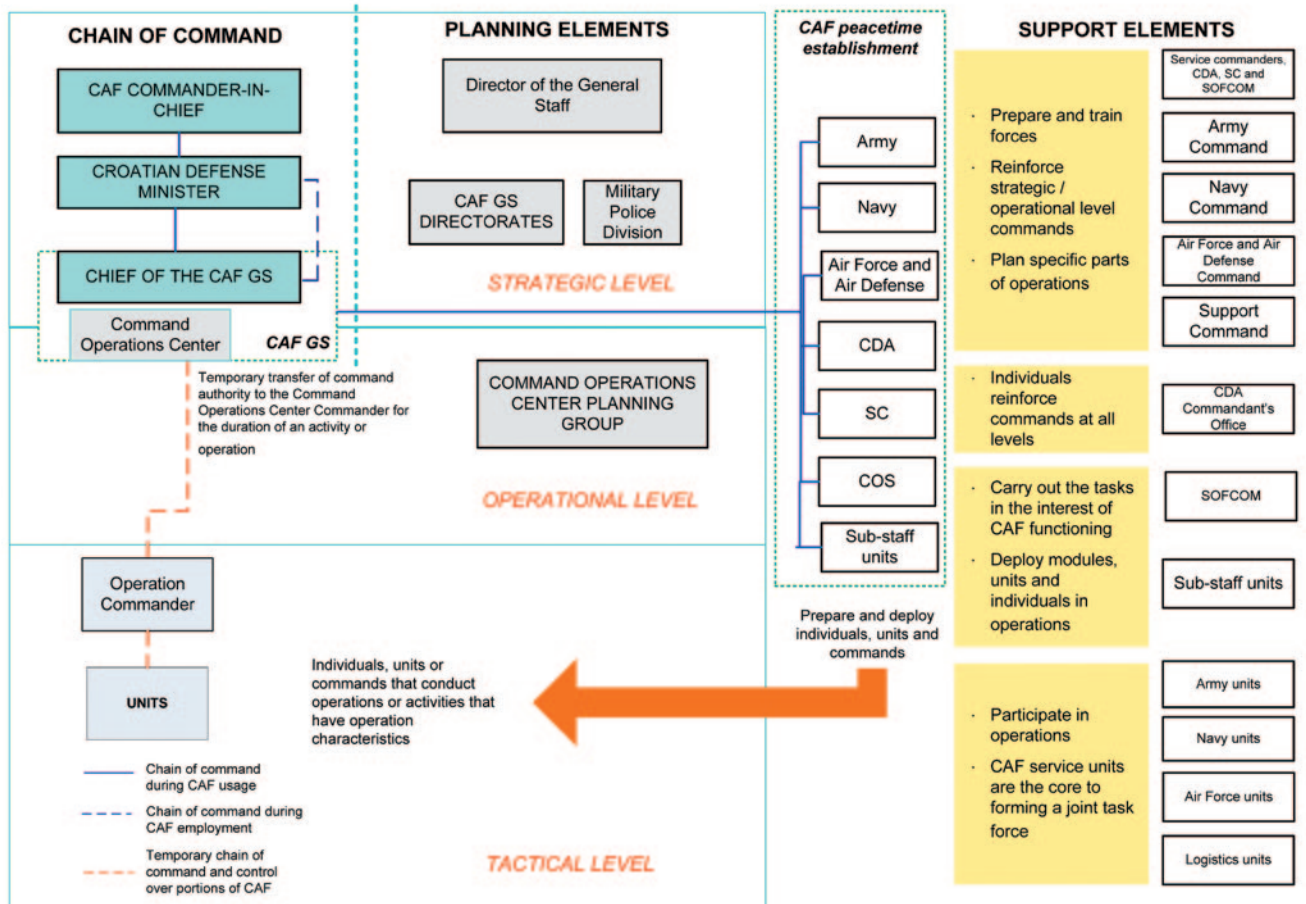 CHAIN OF COMMAND
CAF COMMANDER-IN-
CHIEF
CROATIAN DEFENSE
MINISTER
CHIEF OF THE CAF GS
Command
Operations Center
CAF GS
Temporary transfer of command
authority to the Command
Operations Center Commander for
the duration of an activity or
operation
Operation
Commander
UNITS
Chain of command
during CAF usage
Chain of command during
CAF employment
Temporary chain of
command and control
over portions of CAF
PLANNING ELEMENTS
Director of the General
Staff
CAF GS
DIRECTORATES
Military
Police
Division
STRATEGIC LEVEL
COMMAND OPERATIONS
CENTER PLANNING
GROUP
OPERATIONAL LEVEL
Individuals, units or
commands that conduct
operations or activities that
have operation
characteristics
TACTICAL LEVEL
CAF peacetime
establishment
Army
Navy
Air Force and
Air Defense
CDA
SC
COS
Sub-staff
units
Prepare and deploy
individuals, units and
commands
SUPPORT ELEMENTS
· Prepare and train
forces
· Reinforce
strategic /
operational level
commands
· Plan specific parts
of operations
Service commanders,
CDA, SC and
SOFCOM
Army
Command
Navy
Command
Air Force and Air
Defense
Command
Support
Command
· Individuals
reinforce
commands at all
levels
CDA
Commandant's
Office
· Carry out the tasks
in the interest of
CAF functioning
· Deploy modules,
units and
individuals in
operations
SOFCOM
Sub-staff units
· Participate in
operations
· CAF service units
are the core to
forming a joint task
force
Army units
Navy units
Air Force units
Logistics units